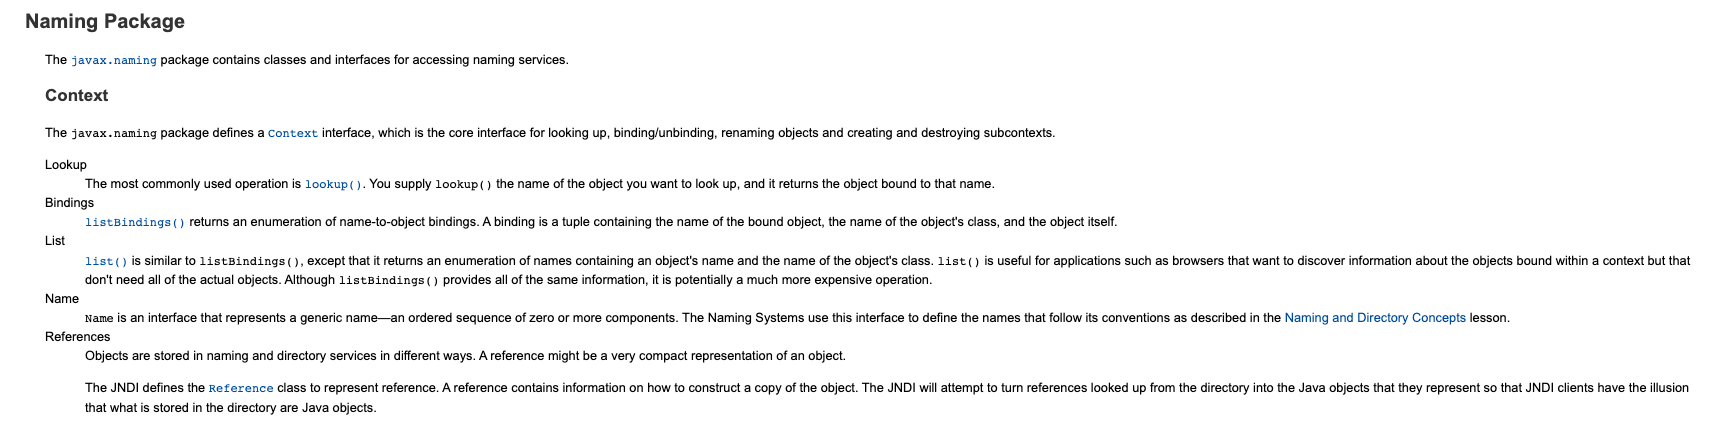 Naming Package
The javax.naming package contains classes and interfaces for accessing naming services.
Context
The javax.naming package defines a Context interface, which is the core interface for looking up, binding/unbinding, renaming objects and creating and destroying subcontexts.
Lookup
The most commonly used operation is lookup(). You supply lookup() the name of the object you want to look up, and it returns the object bound to that name.
Bindings
listBindings() returns an enumeration of name-to-object bindings. A binding is a tuple containing the name of the bound object, the name of the object's class, and the object itself.
List
list() is similar to listBindings(), except that it returns an enumeration of names containing an object's name and the name of the object's class. list() is useful for applications such as browsers that want to discover information about the objects bound within a context but that
don't need all of the actual objects. Although listBindings() provides all of the same information, it is potentially a much more expensive operation.
Name
Name is an interface that represents a generic name—an ordered sequence of zero or more components. The Naming Systems use this interface to define the names that follow its conventions as described in the Naming and Directory Concepts lesson.
References
Objects are stored in naming and directory services in different ways. A reference might be a very compact representation of an object.
The JNDI defines the Reference class to represent reference. A reference contains information on how to construct a copy of the object. The JNDI will attempt to turn references looked up from the directory into the Java objects that they represent so that JNDI clients have the illusion
that what is stored in the directory are Java objects.